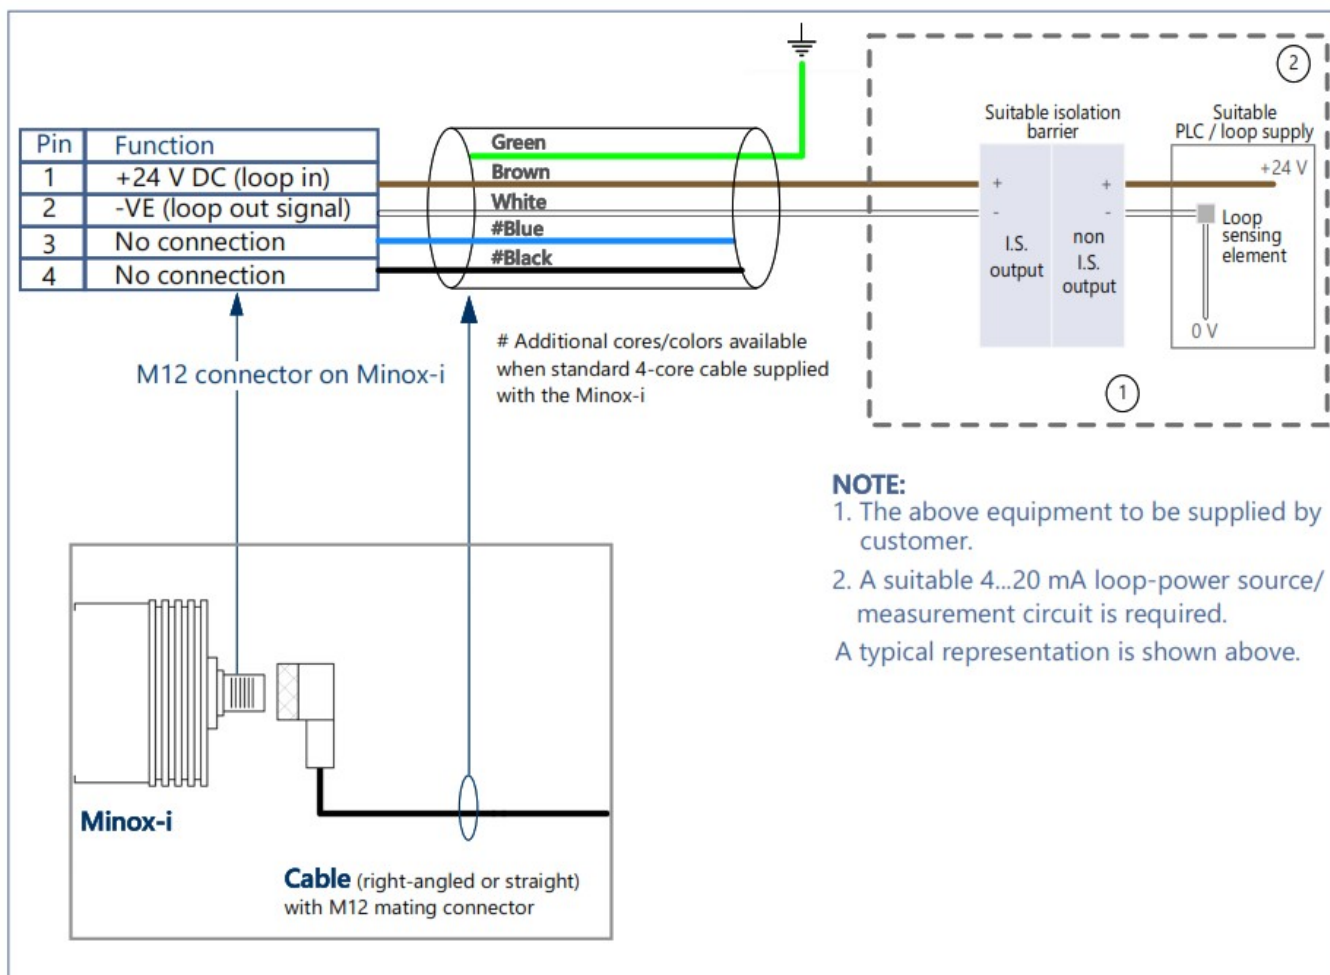 Pin Function
1 +24 V DC (loop in)
2 -VE (loop out signal)
3 No connection
4 No connection
Green
Brown
White
#Blue
#Black
M12 connector on Minox-i
# Additional cores/colors available
when standard 4-core cable supplied
with the Minox-i
2
Suitable isolation
barrier
+ +
- -
I.S.
output
non
I.S.
output
Suitable
PLC / loop supply
+24 V
Loop
sensing
element
0 V
1
NOTE:
1. The above equipment to be supplied by
customer.
2. A suitable 4...20 mA loop-power source/
measurement circuit is required.
A typical representation is shown above.
Minox-i
Cable (right-angled or straight)
with M12 mating connector